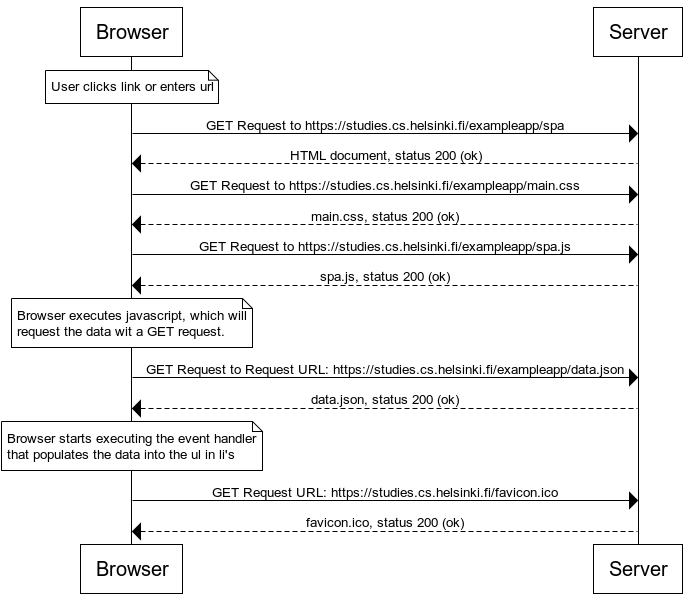 Browser
Server
User clicks link or enters url
GET Request to https://studies.cs.helsinki.fi/exampleapp/spa
HTML document, status 200 (ok)
GET Request to https://studies.cs.helsinki.fi/exampleapp/main.css
main.css, status 200 (ok)
GET Request to https://studies.cs.helsinki.fi/exampleapp/spa.js
spa.js, status 200 (ok)
Browser executes javascript, which will
request the data wit a GET request.
GET Request to Request URL: https://studies.cs.helsinki.fi/exampleapp/data.json
data.json, status 200 (ok)
Browser starts executing the event handler
that populates the data into the ul in li's
GET Request URL: https://studies.cs.helsinki.fi/favicon.ico
favicon.ico, status 200 (ok)
Browser
Server